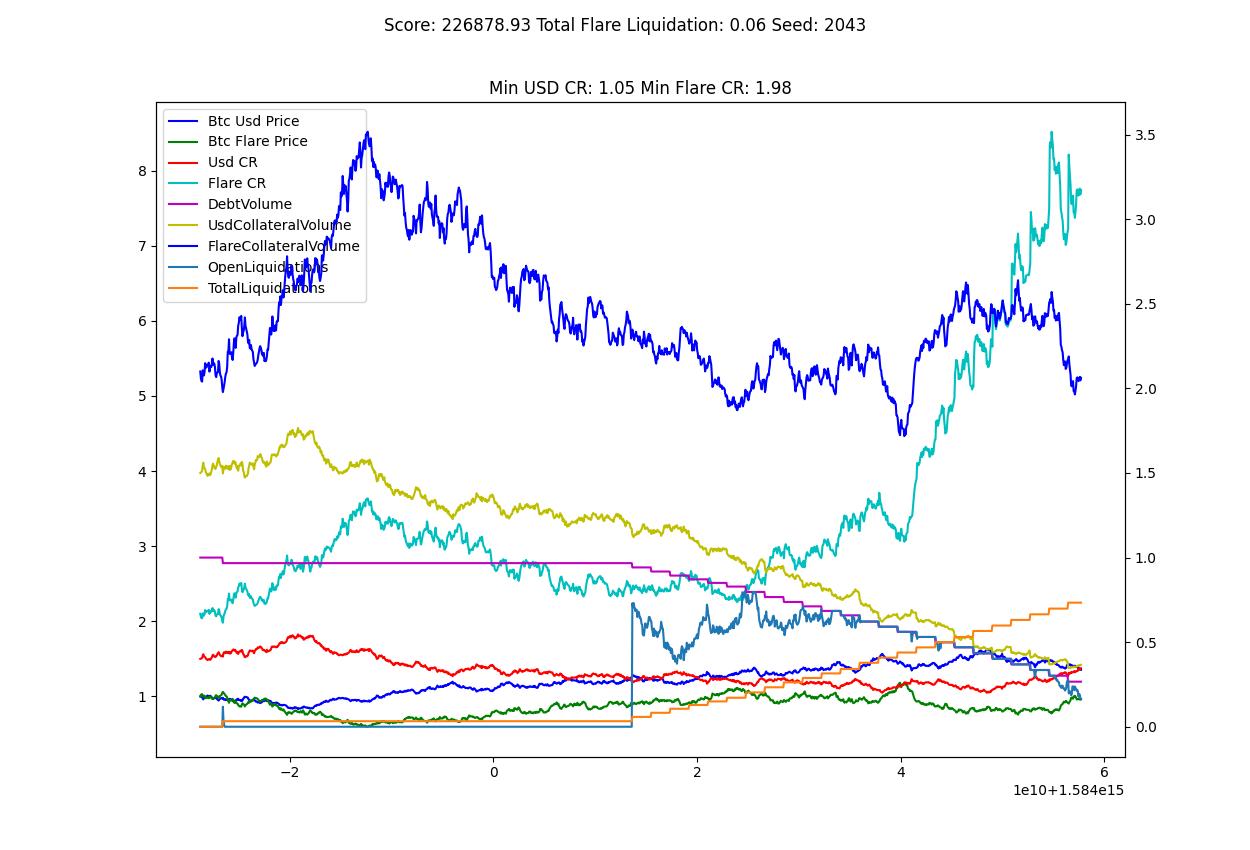 Score: 226878.93 Total Flare Liquidation: 0.06 Seed: 2043
Min USD CR: 1.05 Min Flare CR: 1.98
Btc Usd Price
Btc Flare Price
Usd CR
Flare CR
DebtVolume
UsdCollateralVolume
FlareCollateralVolume
OpenLiquidations
TotalLiquidations
8
7
6
5
4
3
2
1
3.5
3.0
2.5
2.0
1.5
1.0
0.5
0.0
−2
0
2
4
6
1e10+1.584e15